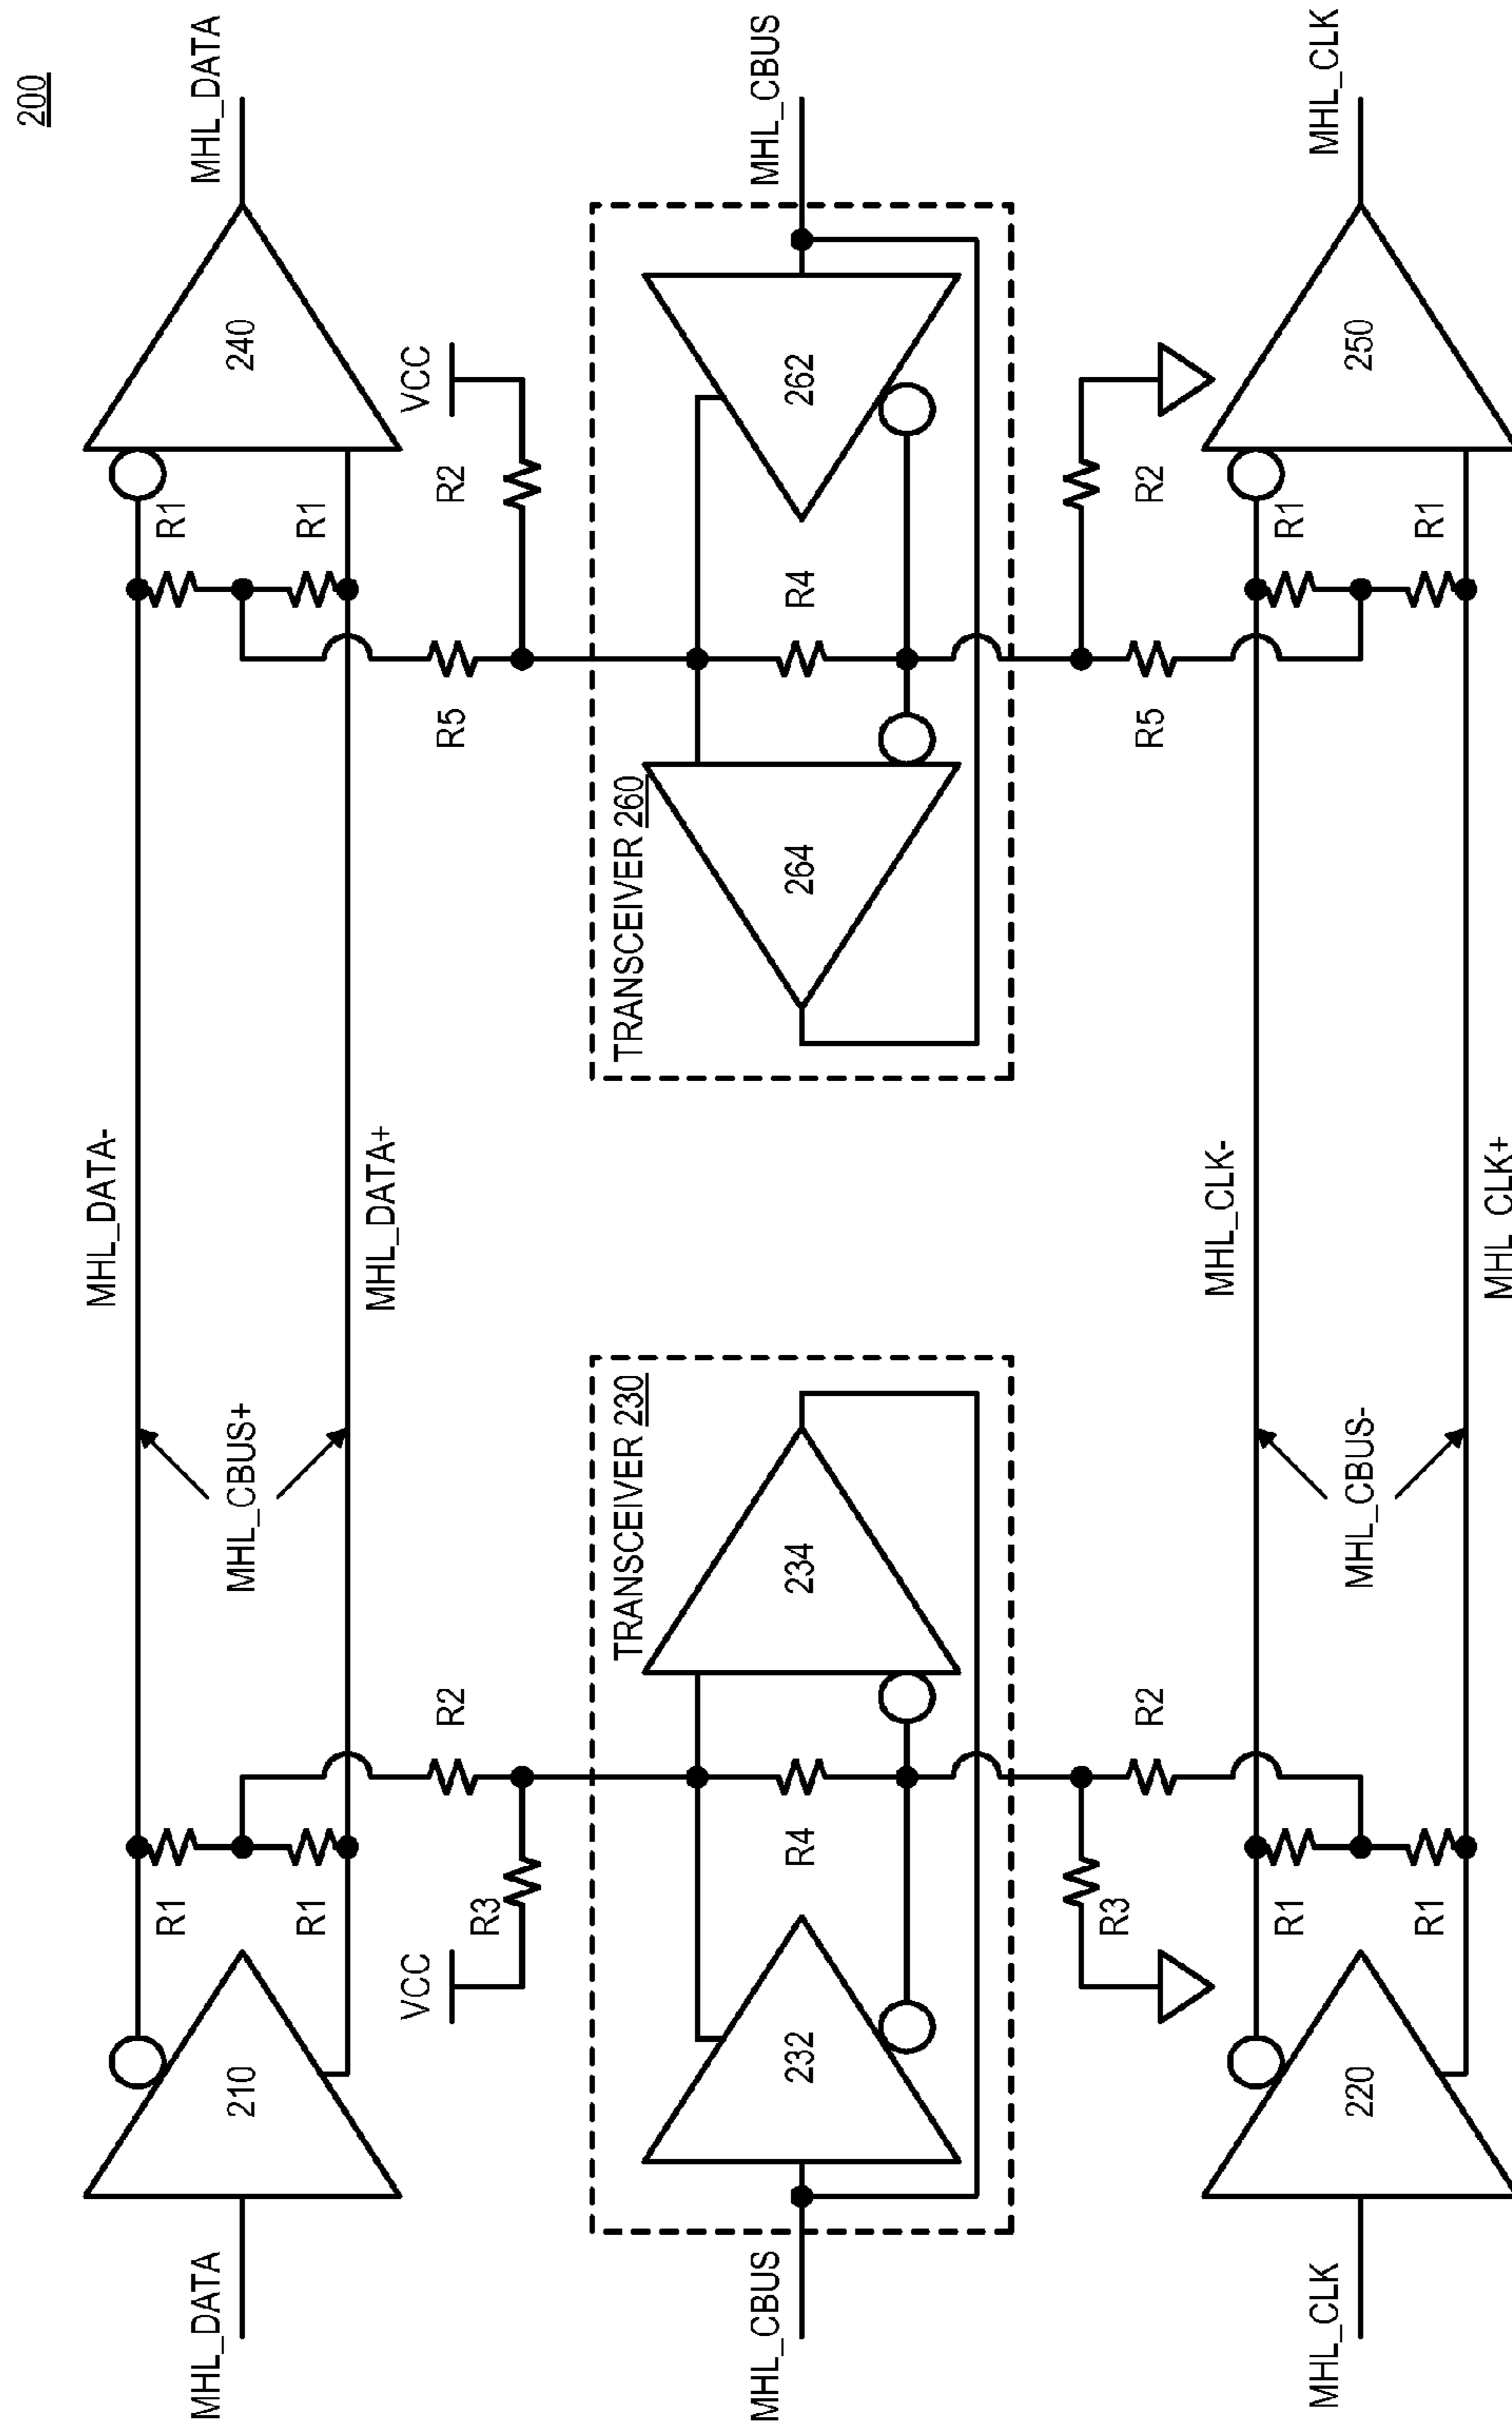 200
MHL_DATA
210
MHL_DATA-
MHL_DATA+
MHL_CBUS+
R1
R1
R1
R1
240
MHL_DATA
VCC
R3
R2
R5
R2
VCC
MHL_CBUS
TRANSCEIVER 230
232
R4
234
TRANSCEIVER 260
264
R4
262
MHL_CBUS
R3
R2
R5
R2
MHL_CLK
220
R1
R1
MHL_CLK-
MHL_CBUS-
MHL_CLK+
R1
R1
250
MHL_CLK